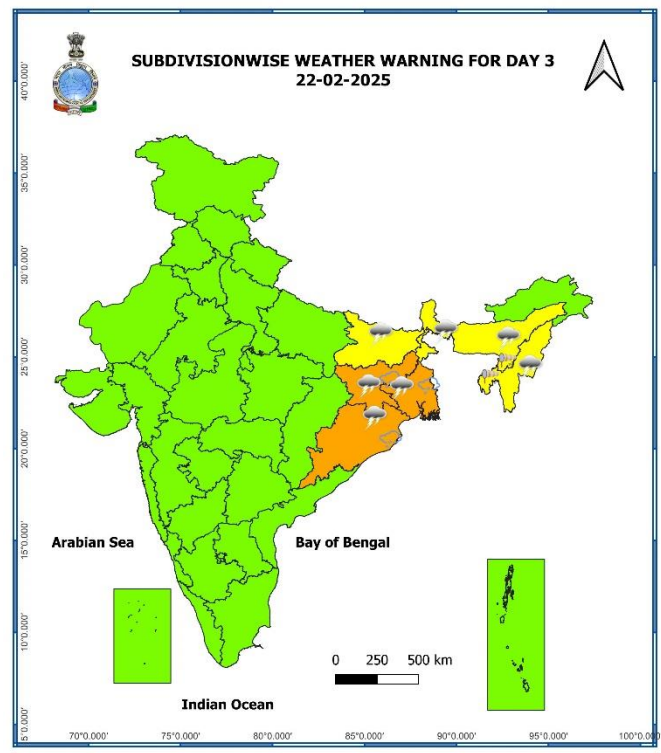 SUBDIVISIONWISE WEATHER WARNING FOR DAY 3
22-02-2025
40°0.000'
35°0.000'
30°0.000'
25°0.000'
20°0.000'
15°0.000'
10°0.000'
5°0.000'
Arabian Sea
Bay of Bengal
0 250 500 km
Indian Ocean
70°0.000' 75°0.000' 80°0.000' 85°0.000' 90°0.000' 95°0.000' 100°0.000'